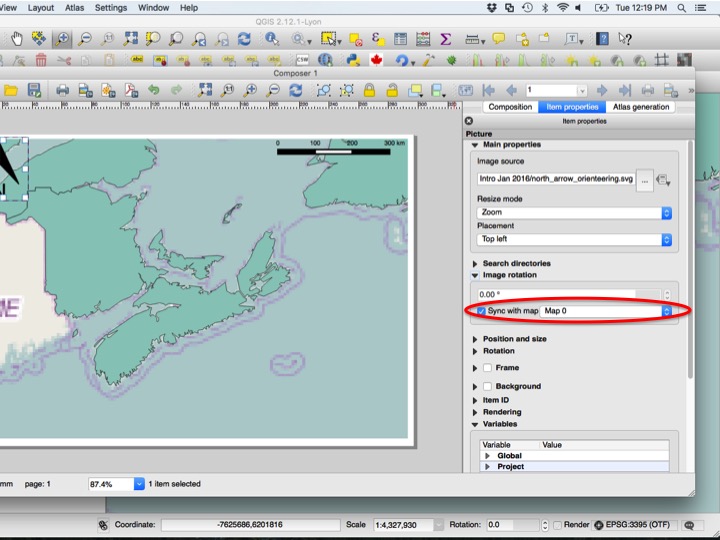 View Layout Atlas Settings Window Help Tue 12:19 PM
QGIS 2.12.1-Lyon
Composer 1
1
Composition Item properties Atlas generation
Item properties
Picture
Main properties
Image source
Intro Jan 2016/north_arrow_orienteering.svg ...
Resize mode
Zoom
Placement
Top left
Search directories
Image rotation
0.00 °
Sync with map Map 0
Position and size
Rotation
Frame
Background
Item ID
Rendering
Variables
Variable Value
Global
Project
0 100 200 300 km
ME
mm page: 1 87.4% 1 item selected
Coordinate: -7625686,6201816 Scale 1:4,327,930 Rotation: 0.0 Render EPSG:3395 (OTF)